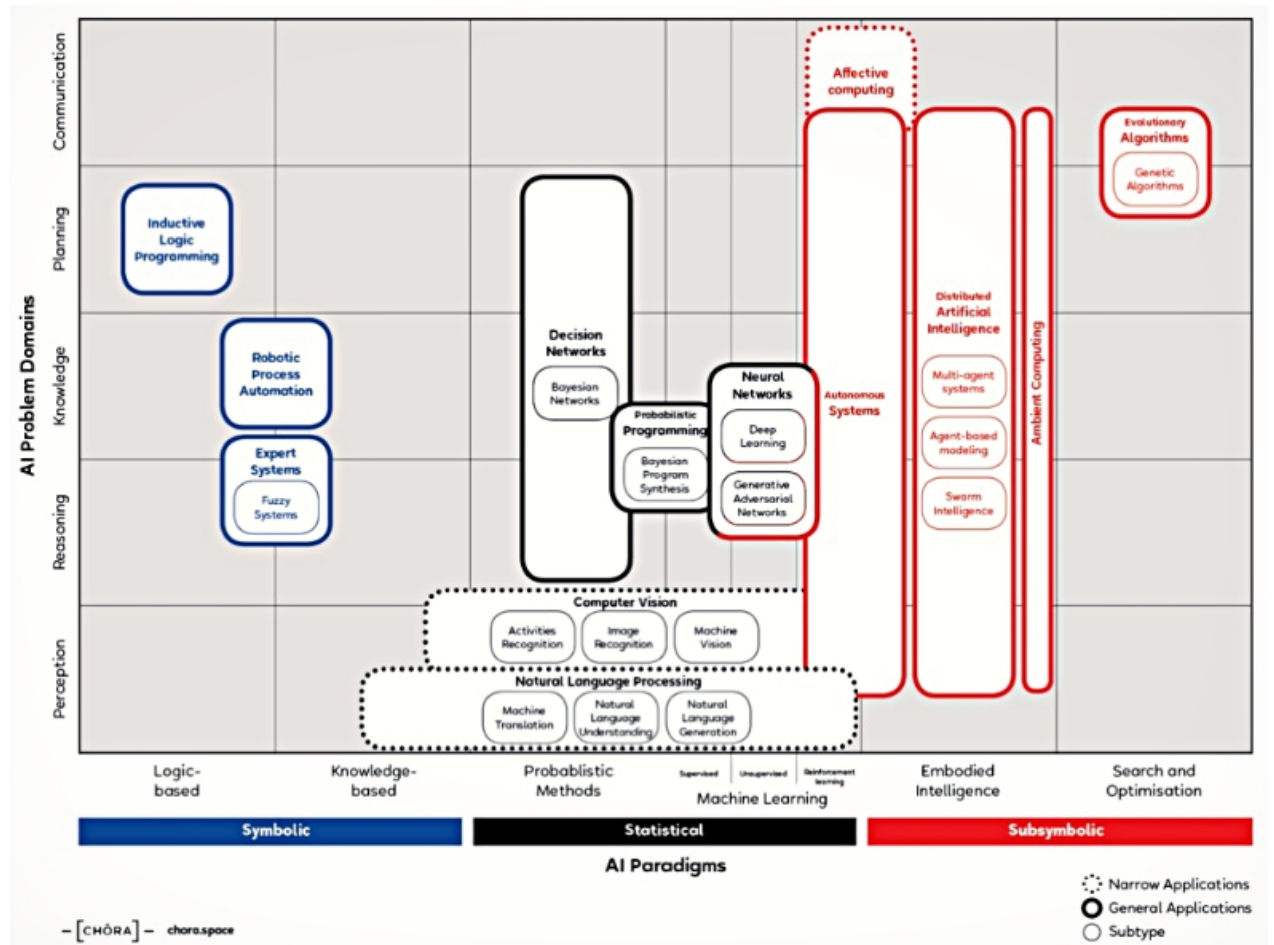 AI Problem Domains
Communication
Planning
Knowledge
Reasoning
Perception
Affective
computing
Evolutionary
Algorithms
Genetic
Algorithms
Inductive
Logic
Programming
Robotic
Process
Automation
Expert
Systems
Fuzzy
Systems
Decision
Networks
Bayesian
Networks
Probabilistic
Programming
Bayesian
Program
Synthesis
Neural
Networks
Deep
Learning
Generative
Adversarial
Networks
Autonomous
Systems
Distributed
Artificial
Intelligence
Multi-agent
systems
Agent-based
modeling
Swarm
Intelligence
Ambient Computing
Computer Vision
Activities
Recognition
Image
Recognition
Machine
Vision
Natural Language Processing
Machine
Translation
Natural
Language
Understanding
Natural
Language
Generation
Logic-
based
Knowledge-
based
Probablistic
Methods
Supervised
Unsupervised
Reinforcement
learning
Machine Learning
Embodied
Intelligence
Search and
Optimisation
Symbolic
Statistical
Subsymbolic
AI Paradigms
Narrow Applications
General Applications
Subtype
–[CHÔRA]– chora.space